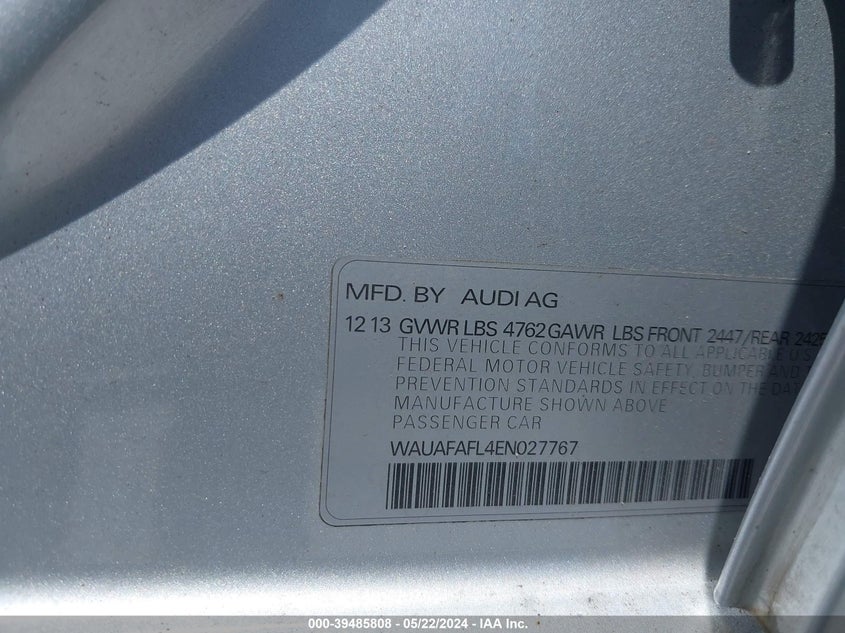 MFD. BY AUDI AG
12 13 GVWR LBS 4762 GAWR LBS FRONT 2447/REAR
THIS VEHICLE CONFORMS TO ALL APPLICABLE U.S.
FEDERAL MOTOR VEHICLE SAFETY, BUMPER AND
PREVENTION STANDARDS IN EFFECT ON THE
MANUFACTURE SHOWN ABOVE
PASSENGER CAR
WAUAFAFL4EN027767
000-39485808 | 05/22/2024 - IAA, Inc.